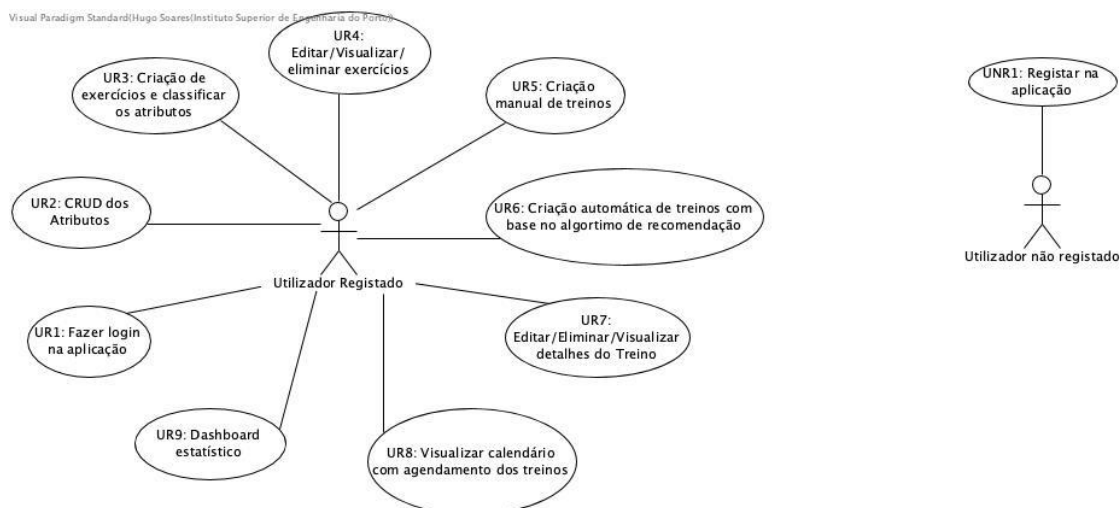 Visual Paradigm Standard(Hugo Soares(Instituto Superior de Engenharia do Porto))
UR4:
Editar/Visualizar/
eliminar exercícios
UR3: Criação de
exercícios e classificar
os atributos
UR5: Criação
manual de treinos
UNR1: Registar na
aplicação
UR2: CRUD dos
Atributos
UR6: Criação automática de treinos com
base no algortimo de recomendação
Utilizador não registado
Utilizador Registado
UR1: Fazer login
na aplicação
UR7:
Editar/Eliminar/Visualizar
detalhes do Treino
UR9: Dashboard
estatístico
UR8: Visualizar calendário
com agendamento dos treinos